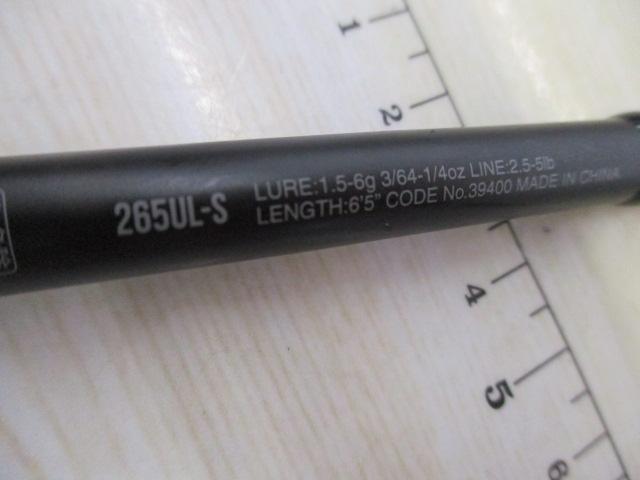 265UL-S
LURE:1.5-6g 3/64-1/4oz LINE:2.5-5lb
LENGTH:6'5" CODE No.39400 MADE IN CHINA
1
2
4
5
6